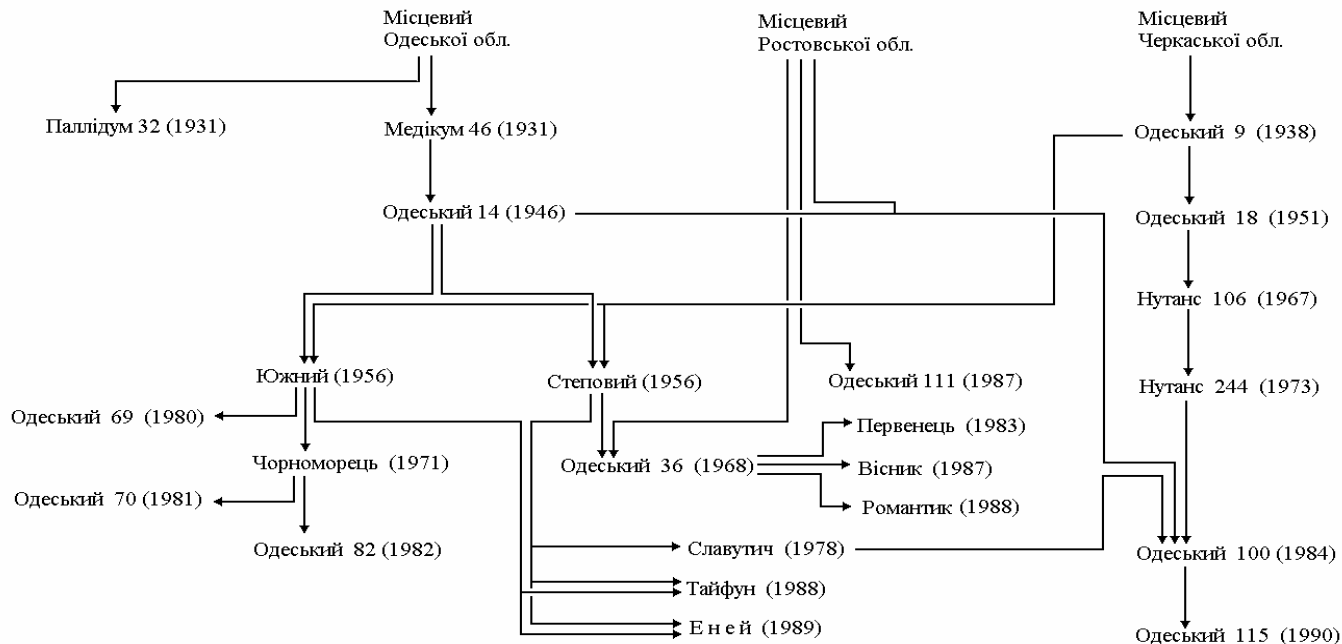 Місцевий
Одеської обл.
Місцевий
Ростовської обл.
Місцевий
Черкаської обл.
Паллідум 32 (1931)
Медікум 46 (1931)
Одеський 9 (1938)
Одеський 14 (1946)
Одеський 18 (1951)
Нутанс 106 (1967)
Южний (1956)
Степовий (1956)
Одеський 111 (1987)
Нутанс 244 (1973)
Одеський 69 (1980)
Первенець (1983)
Чорноморець (1971)
Одеський 36 (1968)
Вісник (1987)
Одеський 70 (1981)
Романтик (1988)
Одеський 82 (1982)
Славутич (1978)
Одеський 100 (1984)
Тайфун (1988)
Е н е й (1989)
Одеський 115 (1990)